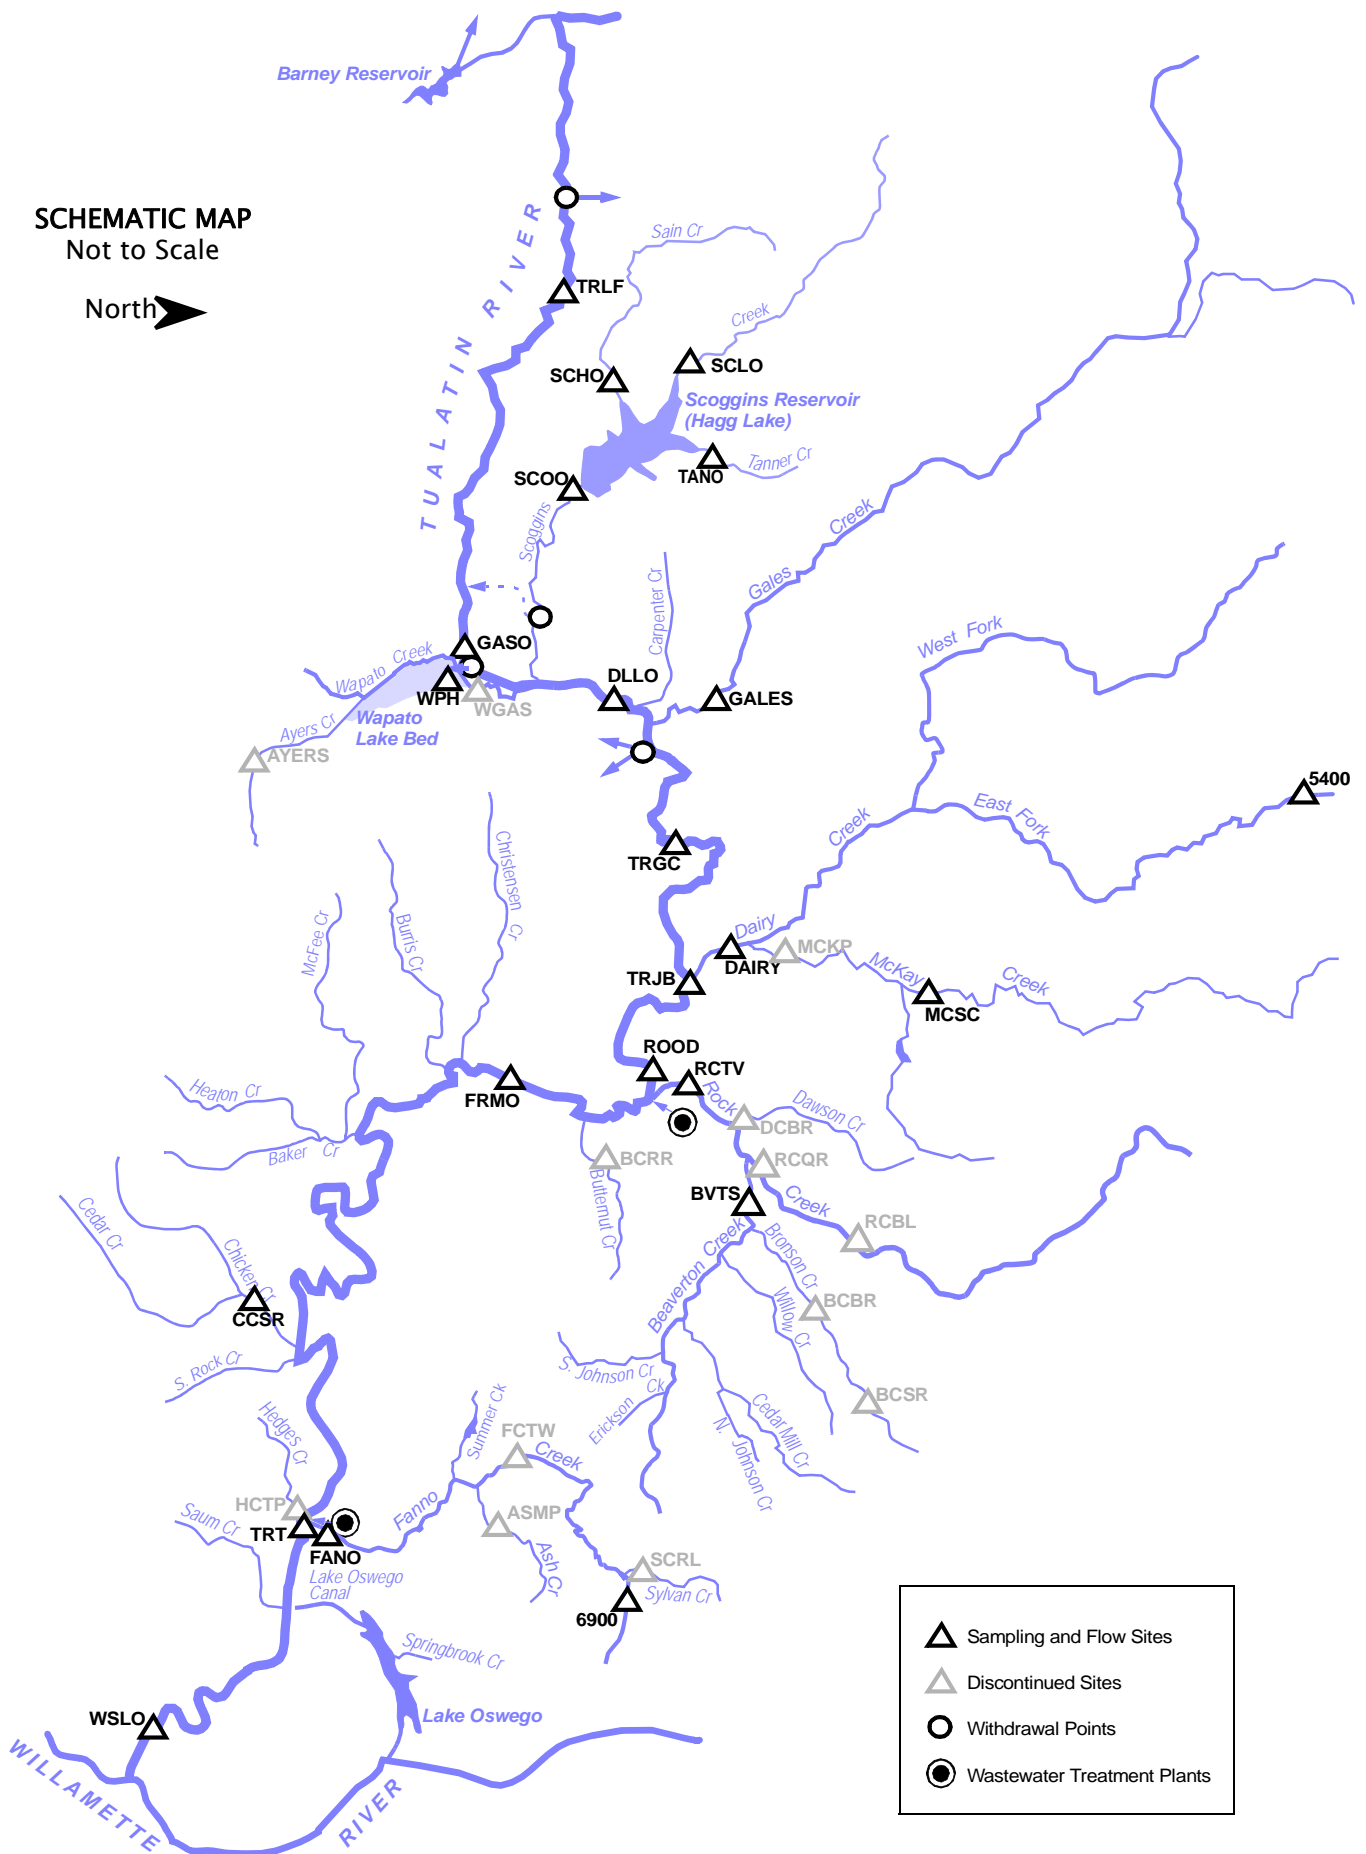 Barney Reservoir
SCHEMATIC MAP
Not to Scale
North
TUALATIN RIVER
TRLF
Sain Cr
Creek
SCHO
SCLO
Scoggins Reservoir
(Hagg Lake)
SCOO
TANO
Tanner Cr
Scoggins
Gales Creek
Carpenter Cr
West Fork
GASO
Wapato Creek
WPH
WGAS
DLLO
GALES
Ayers Cr
Wapato
Lake Bed
AYERS
5400
East Fork
Creek
TRGC
Christensen Cr
Burris Cr
McFee Cr
Dairy
DAIRY
MCKP
McKay Creek
MCSC
TRJB
ROOD
RCTV
Rock
FRMO
Heaton Cr
Baker Cr
DCBR
Dawson Cr
BCRR
Butternut Cr
RCQR
BVTS
Creek
RCBL
Cedar Cr
Chicken Cr
CCSR
Beaverton Creek
Bronson Cr
BCBR
Willow Cr
S. Rock Cr
S. Johnson Cr
Erickson Ck
BCSR
Cedar Mill Cr
N. Johnson Cr
Hedges Cr
Summer Ck
FCTW
Creek
HCTP
Saum Cr
TRT
FANO
Fanno
ASMP
Ash Cr
SCRL
Sylvan Cr
6900
Lake Oswego
Canal
Springbrook Cr
Lake Oswego
WSLO
WILLAMETTE RIVER
Sampling and Flow Sites
Discontinued Sites
Withdrawal Points
Wastewater Treatment Plants